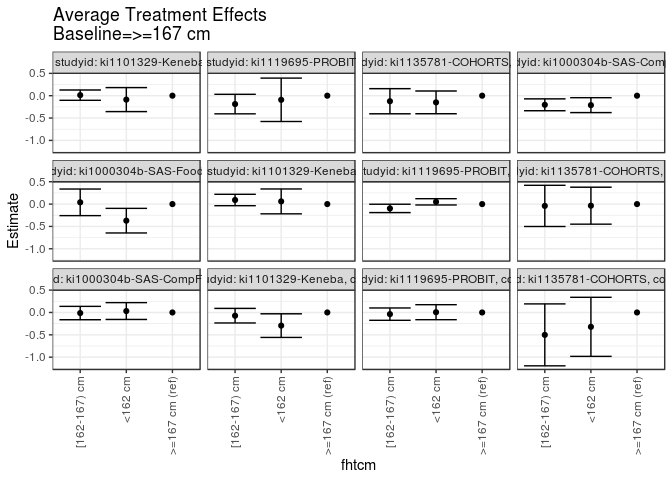 Average Treatment Effects
Baseline=>=167 cm
studyid: ki1101329-Keneba
studyid: ki1119695-PROBIT
studyid: ki1135781-COHORTS,
dyid: ki1000304b-SAS-Com
0.5
0.0
-0.5
-1.0
dyid: ki1000304b-SAS-Food
studyid: ki1101329-Keneba
tudyid: ki1119695-PROBIT,
yid: ki1135781-COHORTS,
0.5
0.0
-0.5
-1.0
Estimate
d: ki1000304b-SAS-CompF
udyid: ki1101329-Keneba, c
dyid: ki1119695-PROBIT, co
d: ki1135781-COHORTS, co
0.5
0.0
-0.5
-1.0
[162-167) cm
<162 cm
>=167 cm (ref)
[162-167) cm
<162 cm
>=167 cm (ref)
[162-167) cm
<162 cm
>=167 cm (ref)
[162-167) cm
<162 cm
>=167 cm (ref)
fhtcm